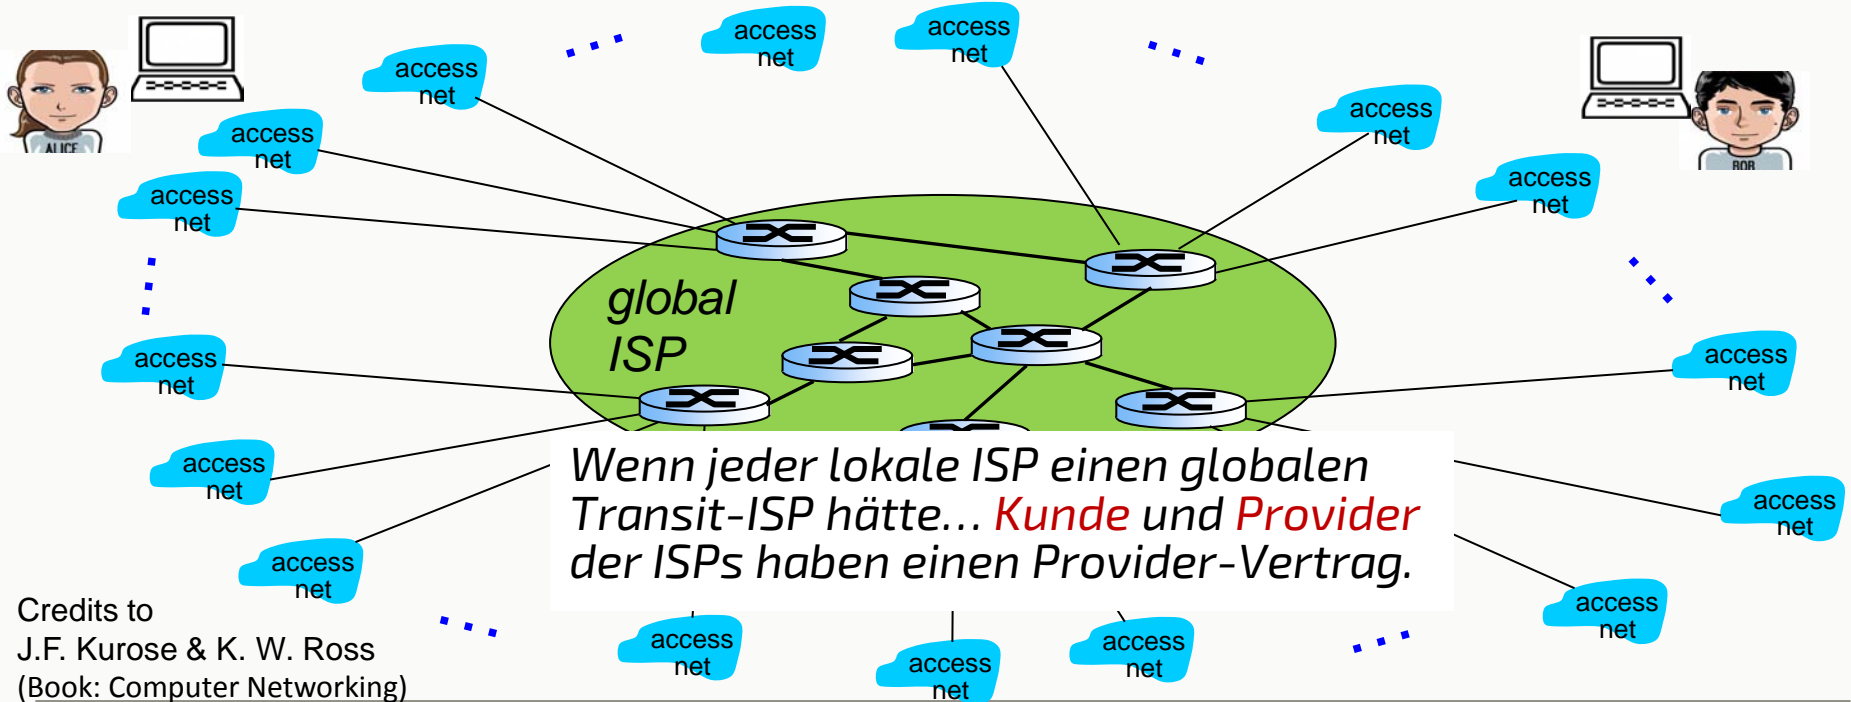 access
net
access
net
access
net
access
net
access
net
access
net
access
net
access
net
ALICE
BOB
global
ISP
access
net
access
net
access
net
access
net
Wenn jeder lokale ISP einen globalen
Transit-ISP hätte... Kunde und Provider
der ISPs haben einen Provider-Vertrag.
access
net
access
net
access
net
access
net
access
net
Credits to
J.F. Kurose & K. W. Ross
(Book: Computer Networking)